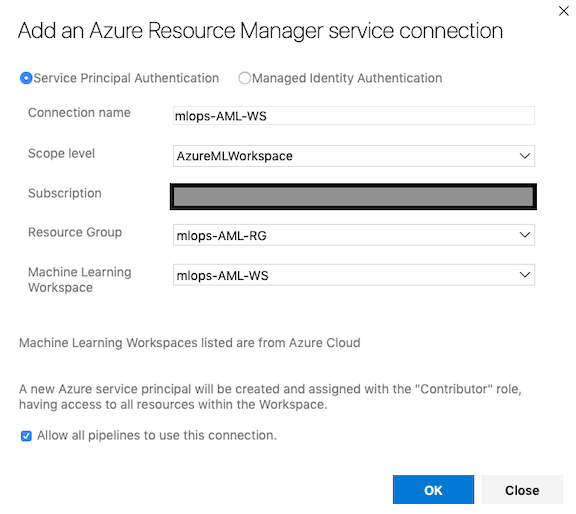 Add an Azure Resource Manager service connection
Service Principal Authentication Managed Identity Authentication
Connection name mlops-AML-WS
Scope level AzureMLWorkspace
Subscription
Resource Group mlops-AML-RG
Machine Learning
Workspace mlops-AML-WS
Machine Learning Workspaces listed are from Azure Cloud
A new Azure service principal will be created and assigned with the "Contributor" role,
having access to all resources within the Workspace.
Allow all pipelines to use this connection.
OK Close